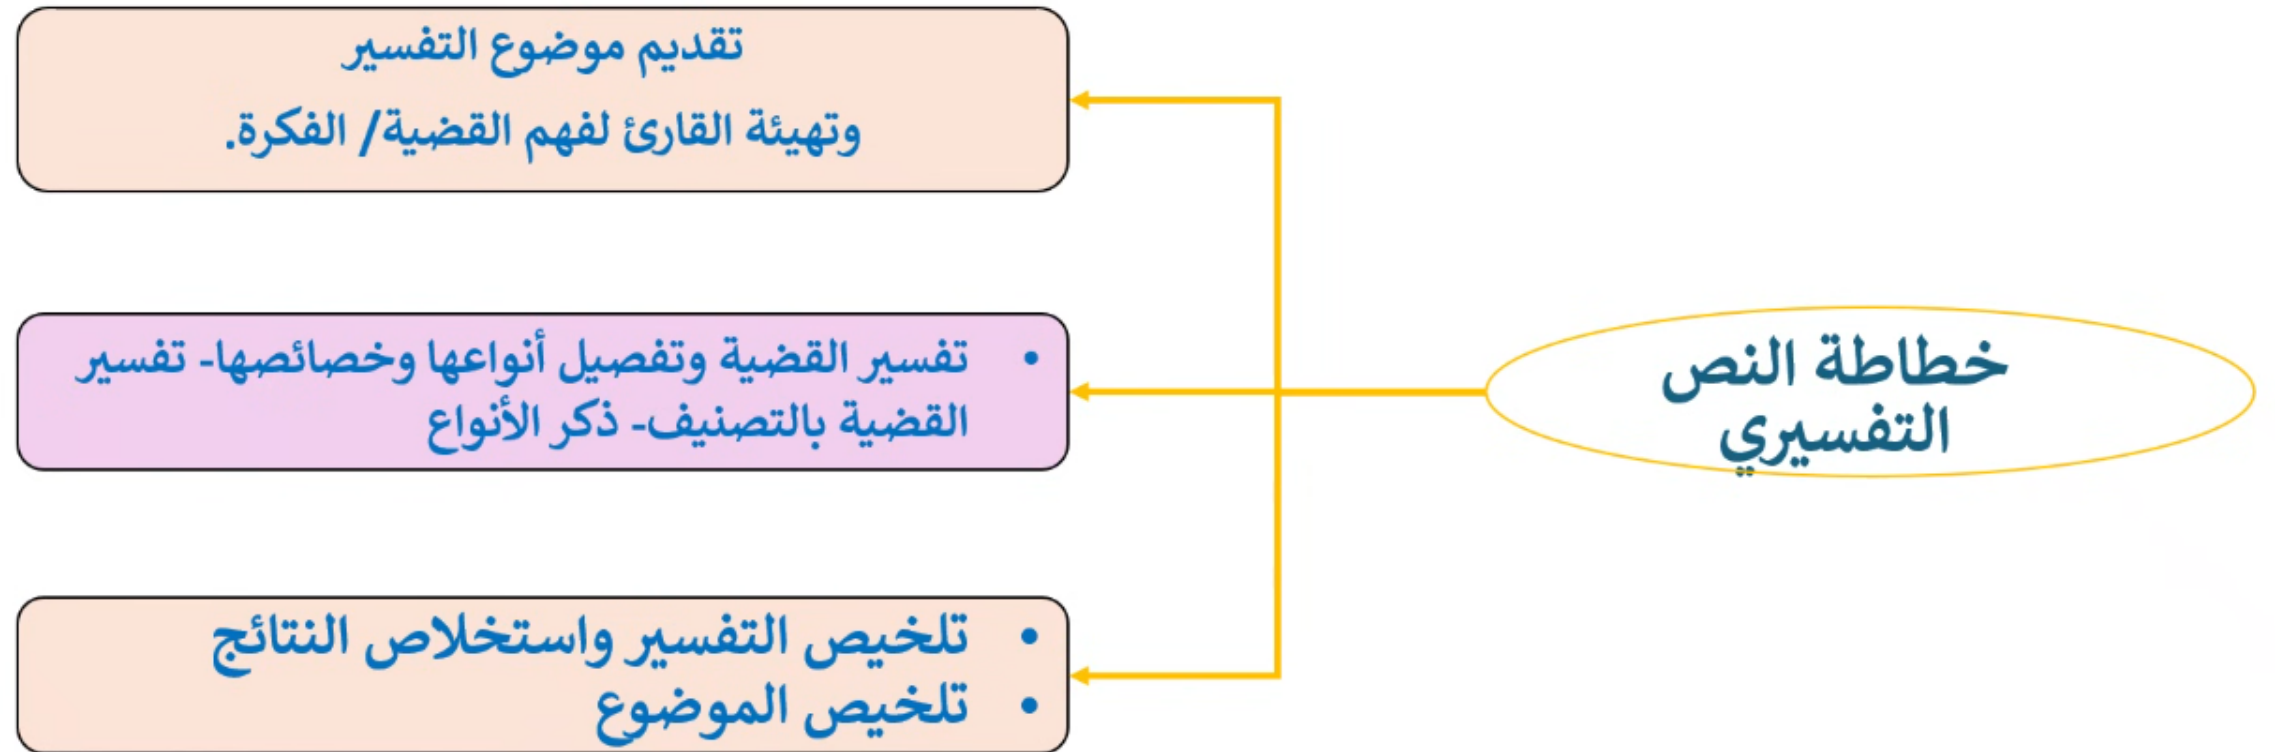 خطاطة النص
التفسيري
تقديم موضوع التفسير
وتهيئة القارئ لفهم القضية/ الفكرة.
• تفسير القضية وتفصيل أنواعها وخصائصها- تفسير
القضية بالتصنيف- ذكر الأنواع
• تلخيص التفسير واستخلاص النتائج
• تلخيص الموضوع